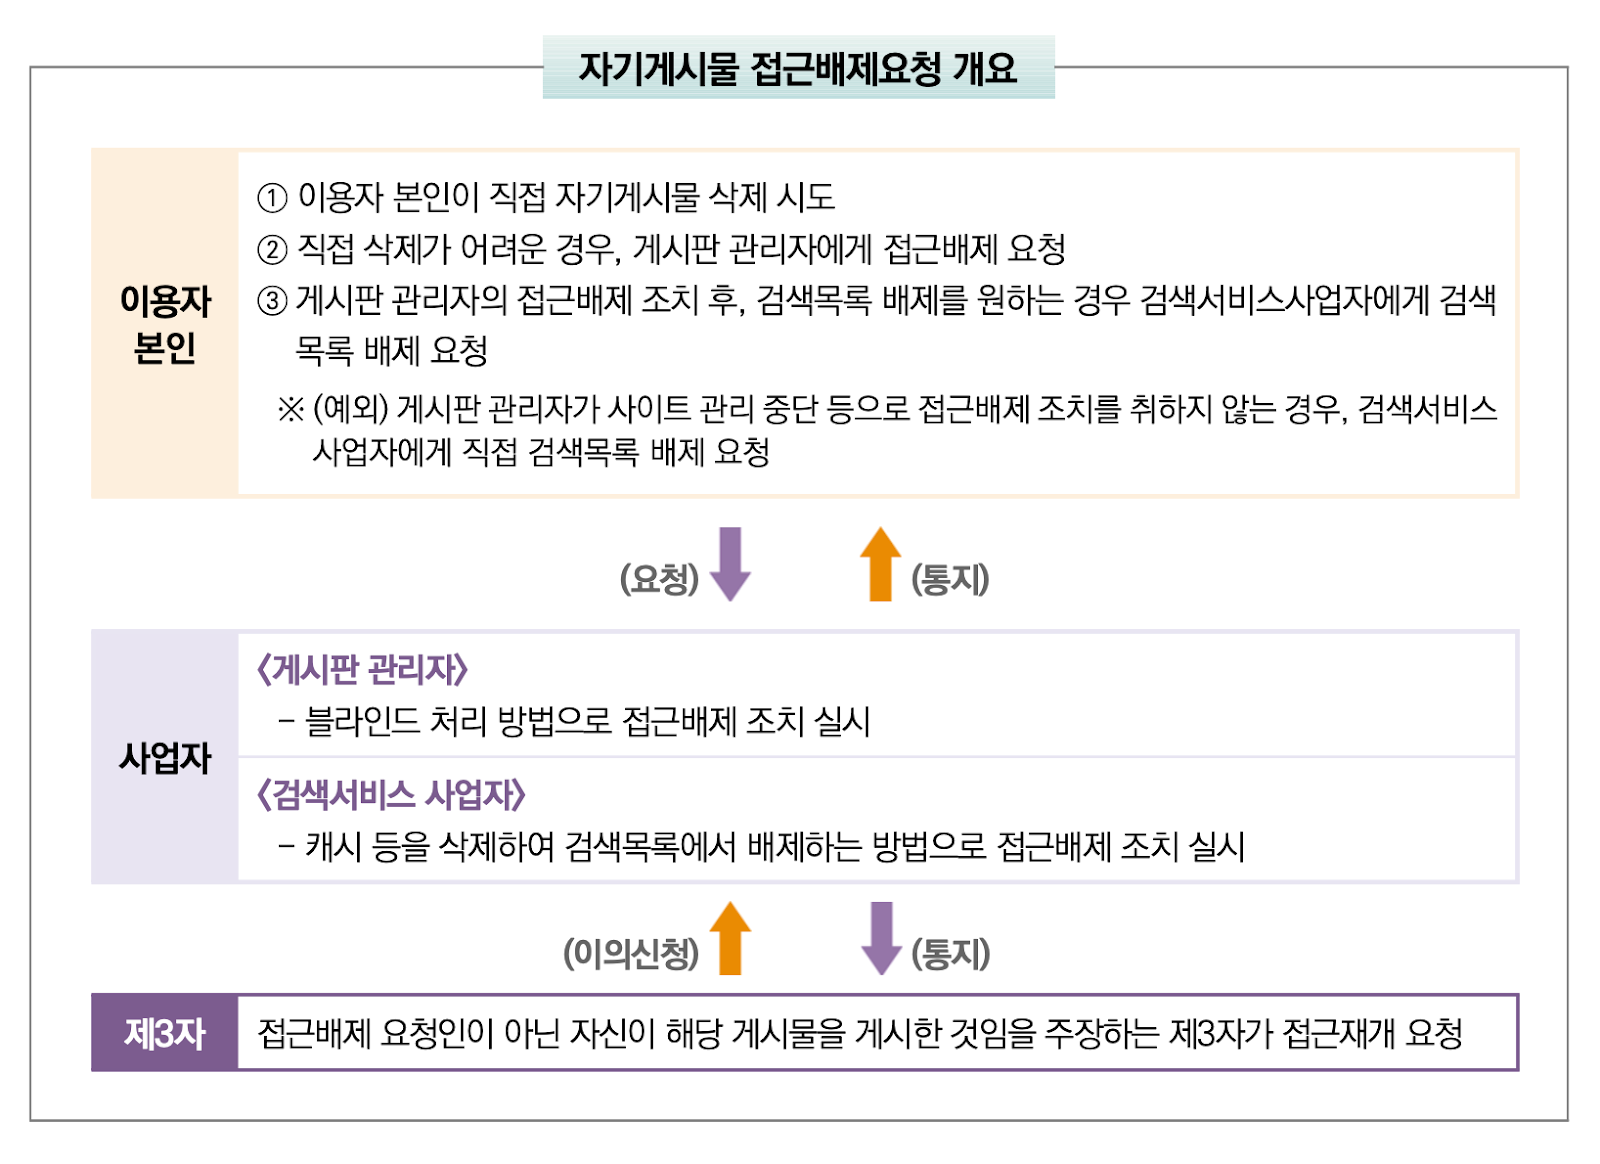 자기게시물 접근배제요청 개요
이용자
본인
① 이용자 본인이 직접 자기게시물 삭제 시도
② 직접 삭제가 어려운 경우, 게시판 관리자에게 접근배제 요청
③ 게시판 관리자의 접근배제 조치 후, 검색목록 배제를 원하는 경우 검색서비스사업자에게 검색
목록 배제 요청
※ (예외) 게시판 관리자가 사이트 관리 중단 등으로 접근배제 조치를 취하지 않는 경우, 검색서비스
사업자에게 직접 검색목록 배제 요청
(요청)
(통지)
사업자
〈게시판 관리자〉
– 블라인드 처리 방법으로 접근배제 조치 실시
〈검색서비스 사업자〉
– 캐시 등을 삭제하여 검색목록에서 배제하는 방법으로 접근배제 조치 실시
(이의신청)
(통지)
제3자
접근배제 요청인이 아닌 자신이 해당 게시물을 게시한 것임을 주장하는 제3자가 접근재개 요청